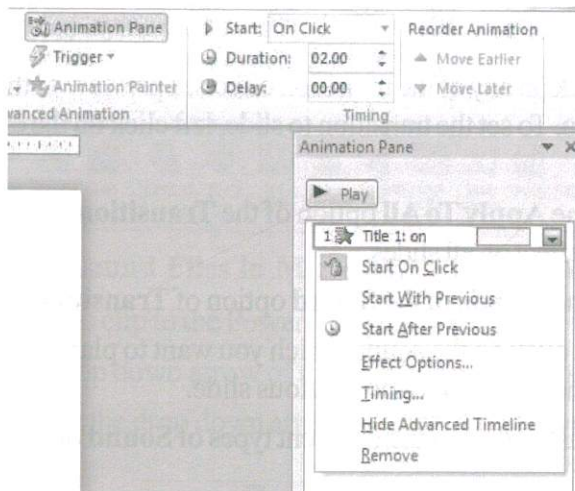 Animation Pane
Trigger
Animation Painter
vanced Animation
Start: On Click
Duration: 02.00
Delay: 00.00
Timing
Reorder Animation
Move Earlier
Move Later
Animation Pane
Play
1 Title 1: on
Start On Click
Start With Previous
Start After Previous
Effect Options...
Timing...
Hide Advanced Timeline
Remove